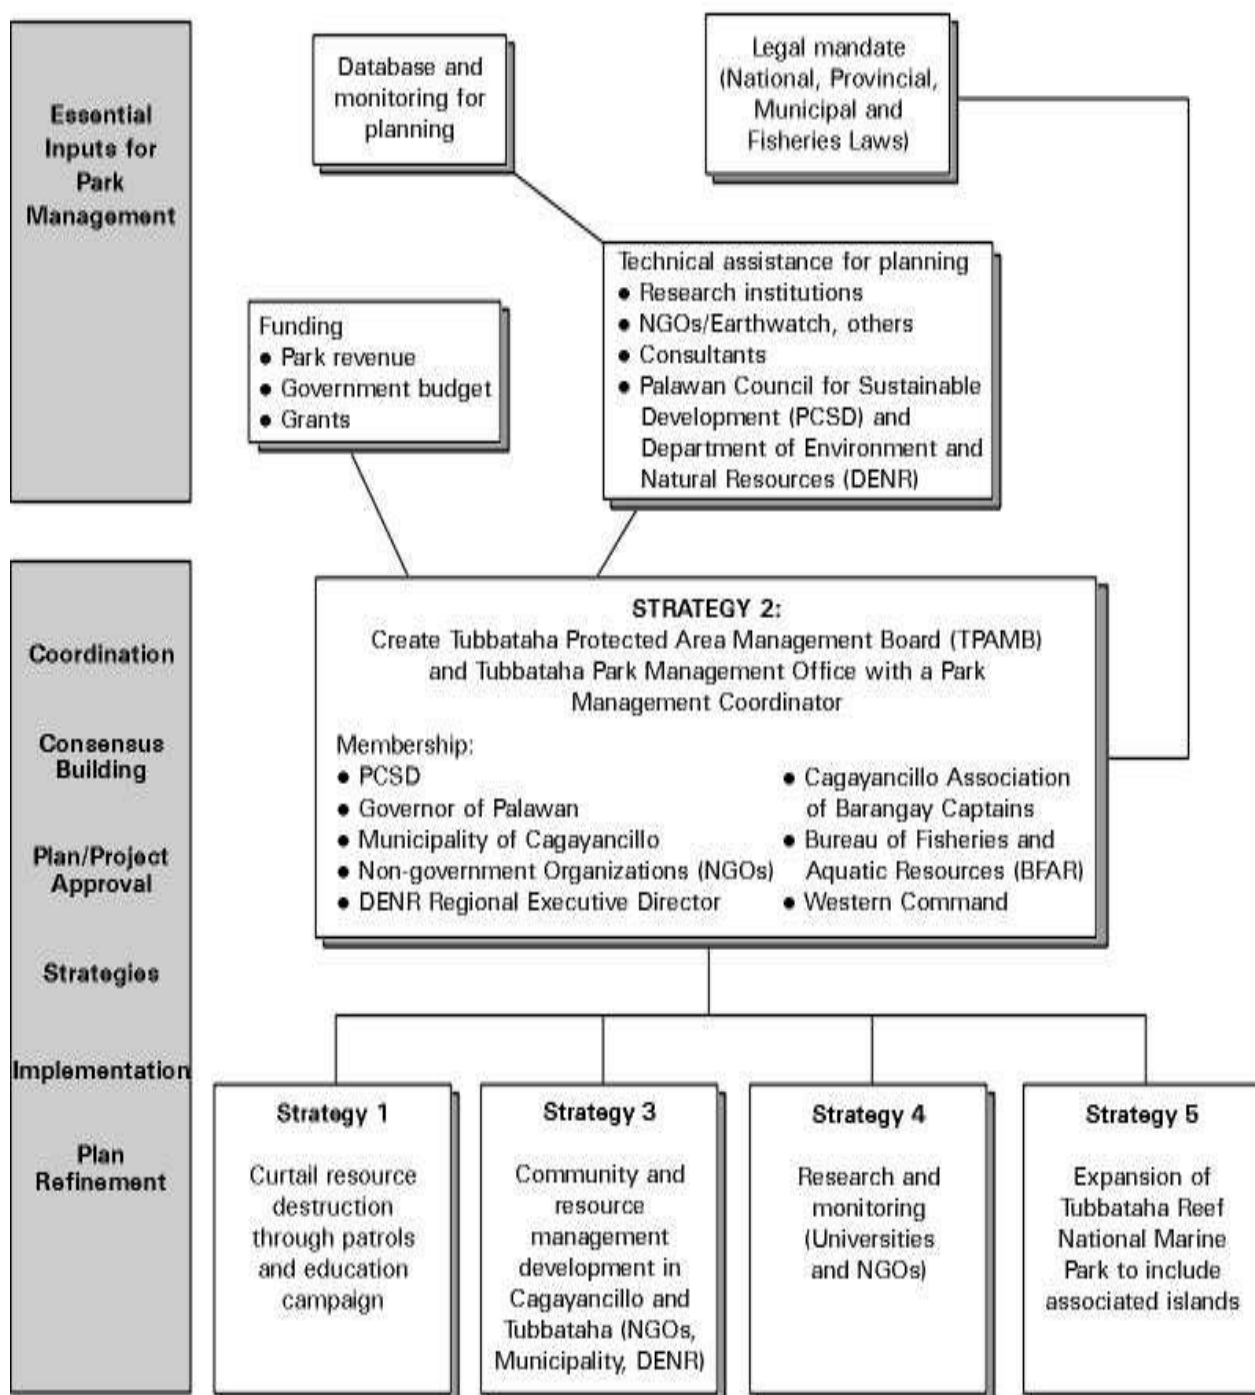 Essential
Inputs for
Park
Management
Database and
monitoring for
planning
Legal mandate
(National, Provincial,
Municipal and
Fisheries Laws)
Funding
● Park revenue
● Government budget
● Grants
Technical assistance for planning
● Research institutions
● NGOs/Earthwatch, others
● Consultants
● Palawan Council for Sustainable
Development (PCSD) and
Department of Environment and
Natural Resources (DENR)
Coordination
Consensus
Building
Plan/Project
Approval
Strategies
Implementation
Plan
Refinement
STRATEGY 2:
Create Tubbataha Protected Area Management Board (TPAMB)
and Tubbataha Park Management Office with a Park
Management Coordinator
Membership:
● PCSD
● Governor of Palawan
● Municipality of Cagayancillo
● Non-government Organizations (NGOs)
● DENR Regional Executive Director
● Cagayancillo Association
of Barangay Captains
● Bureau of Fisheries and
Aquatic Resources (BFAR)
● Western Command
Strategy 1
Curtail resource
destruction
through patrols
and education
campaign
Strategy 3
Community and
resource
management
development in
Cagayancillo and
Tubbataha (NGOs,
Municipality, DENR)
Strategy 4
Research and
monitoring
(Universities
and NGOs)
Strategy 5
Expansion of
Tubbataha Reef
National Marine
Park to include
associated islands